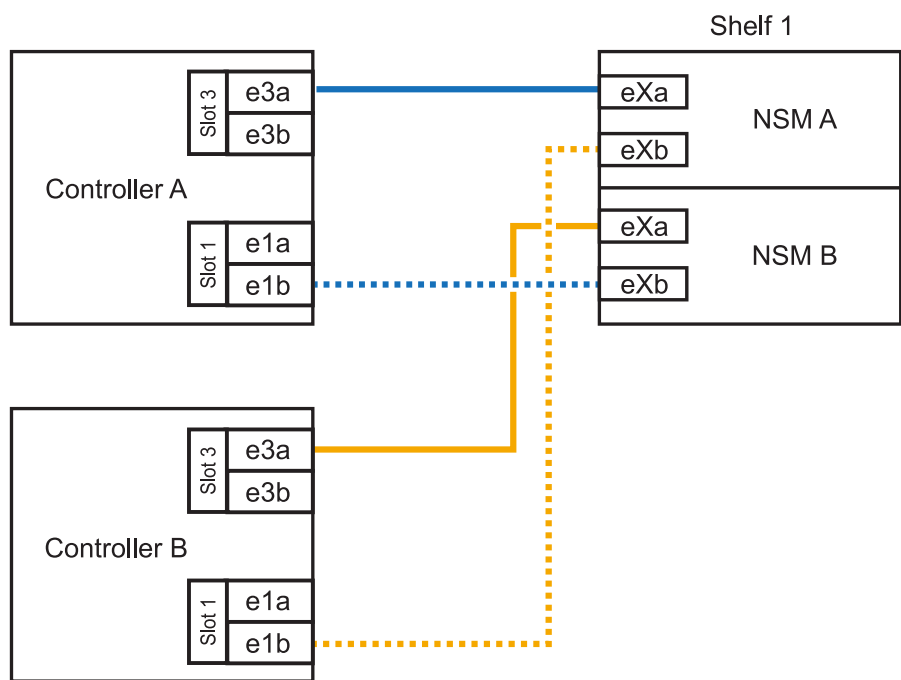 Shelf 1
Slot 3
e3a
e3b
Controller A
Slot 1
e1a
e1b
eXa
eXb
NSM A
eXa
eXb
NSM B
Slot 3
e3a
e3b
Controller B
Slot 1
e1a
e1b